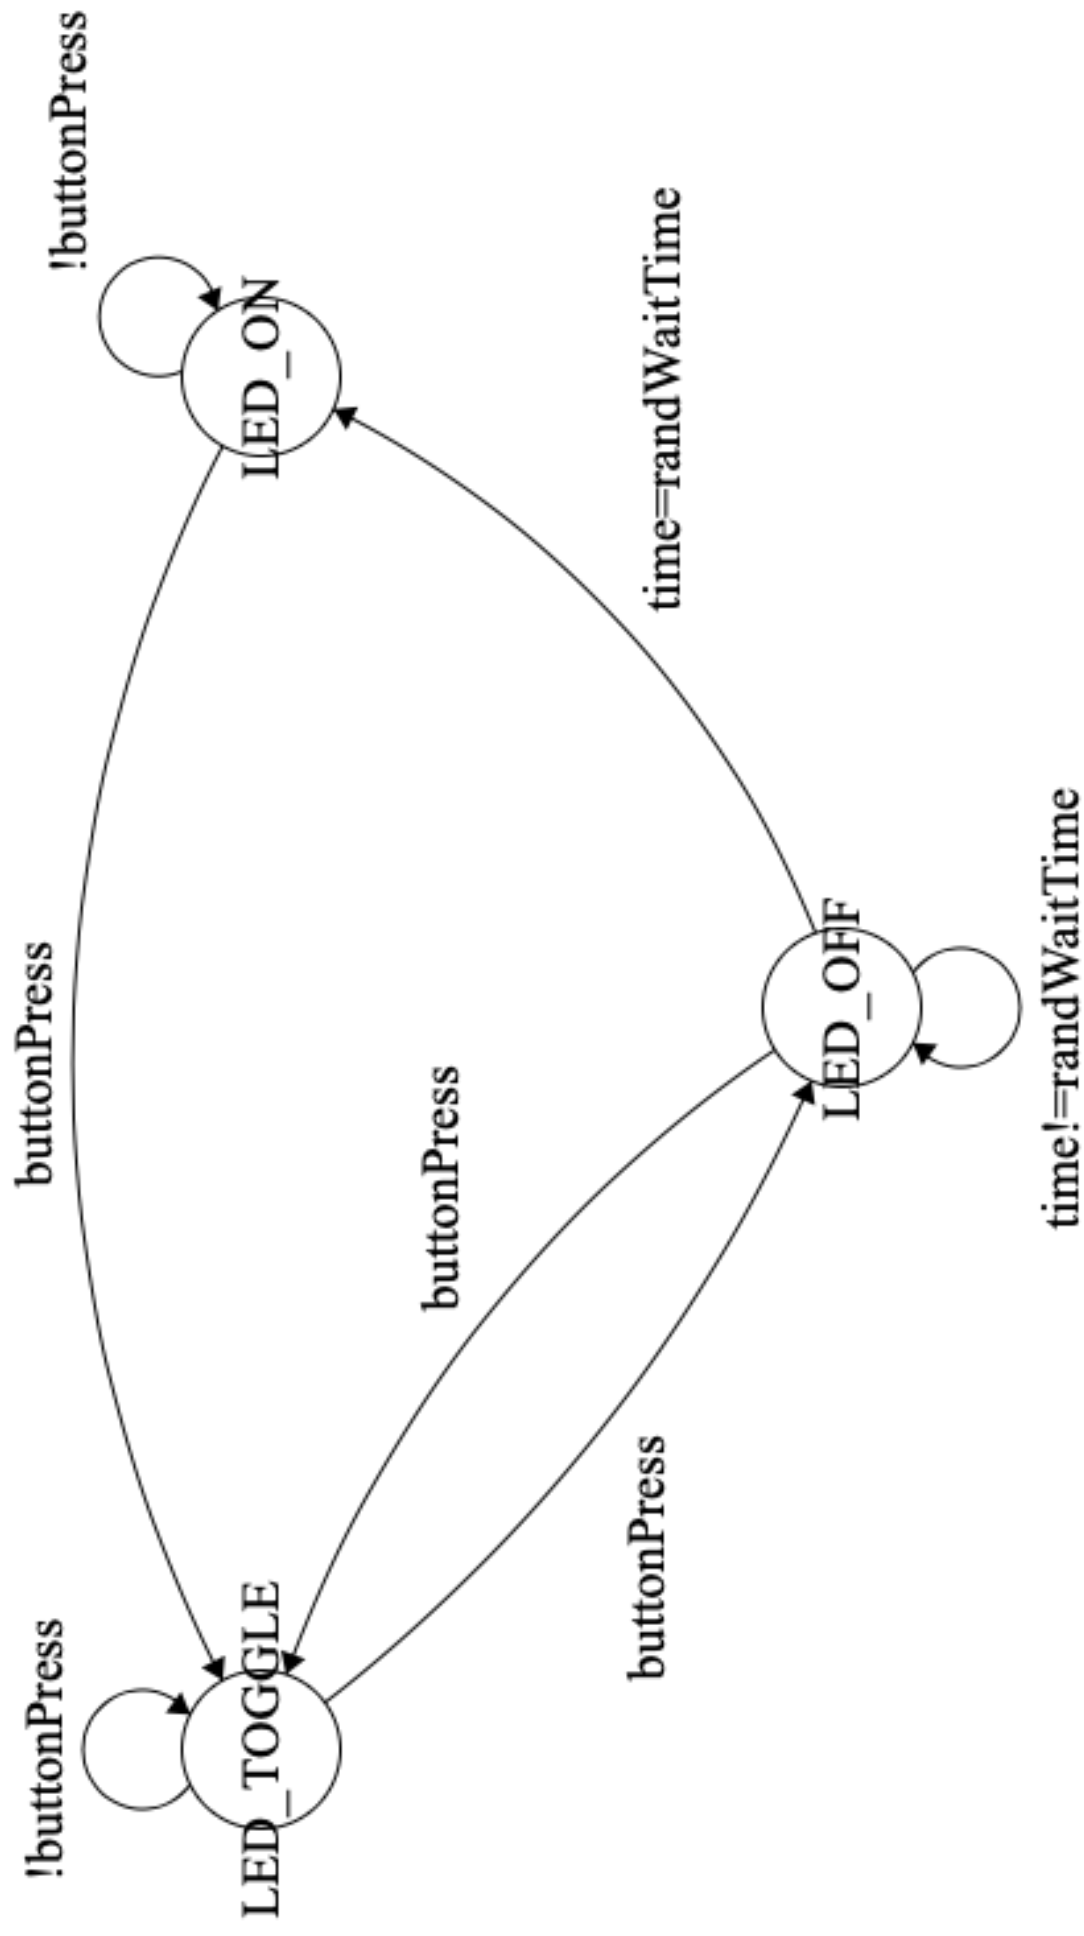 !buttonPress
buttonPress
!buttonPress
LED_TOGGLE
LED_ON
buttonPress
buttonPress
time=randWaitTime
LED_OFF
time!=randWaitTime